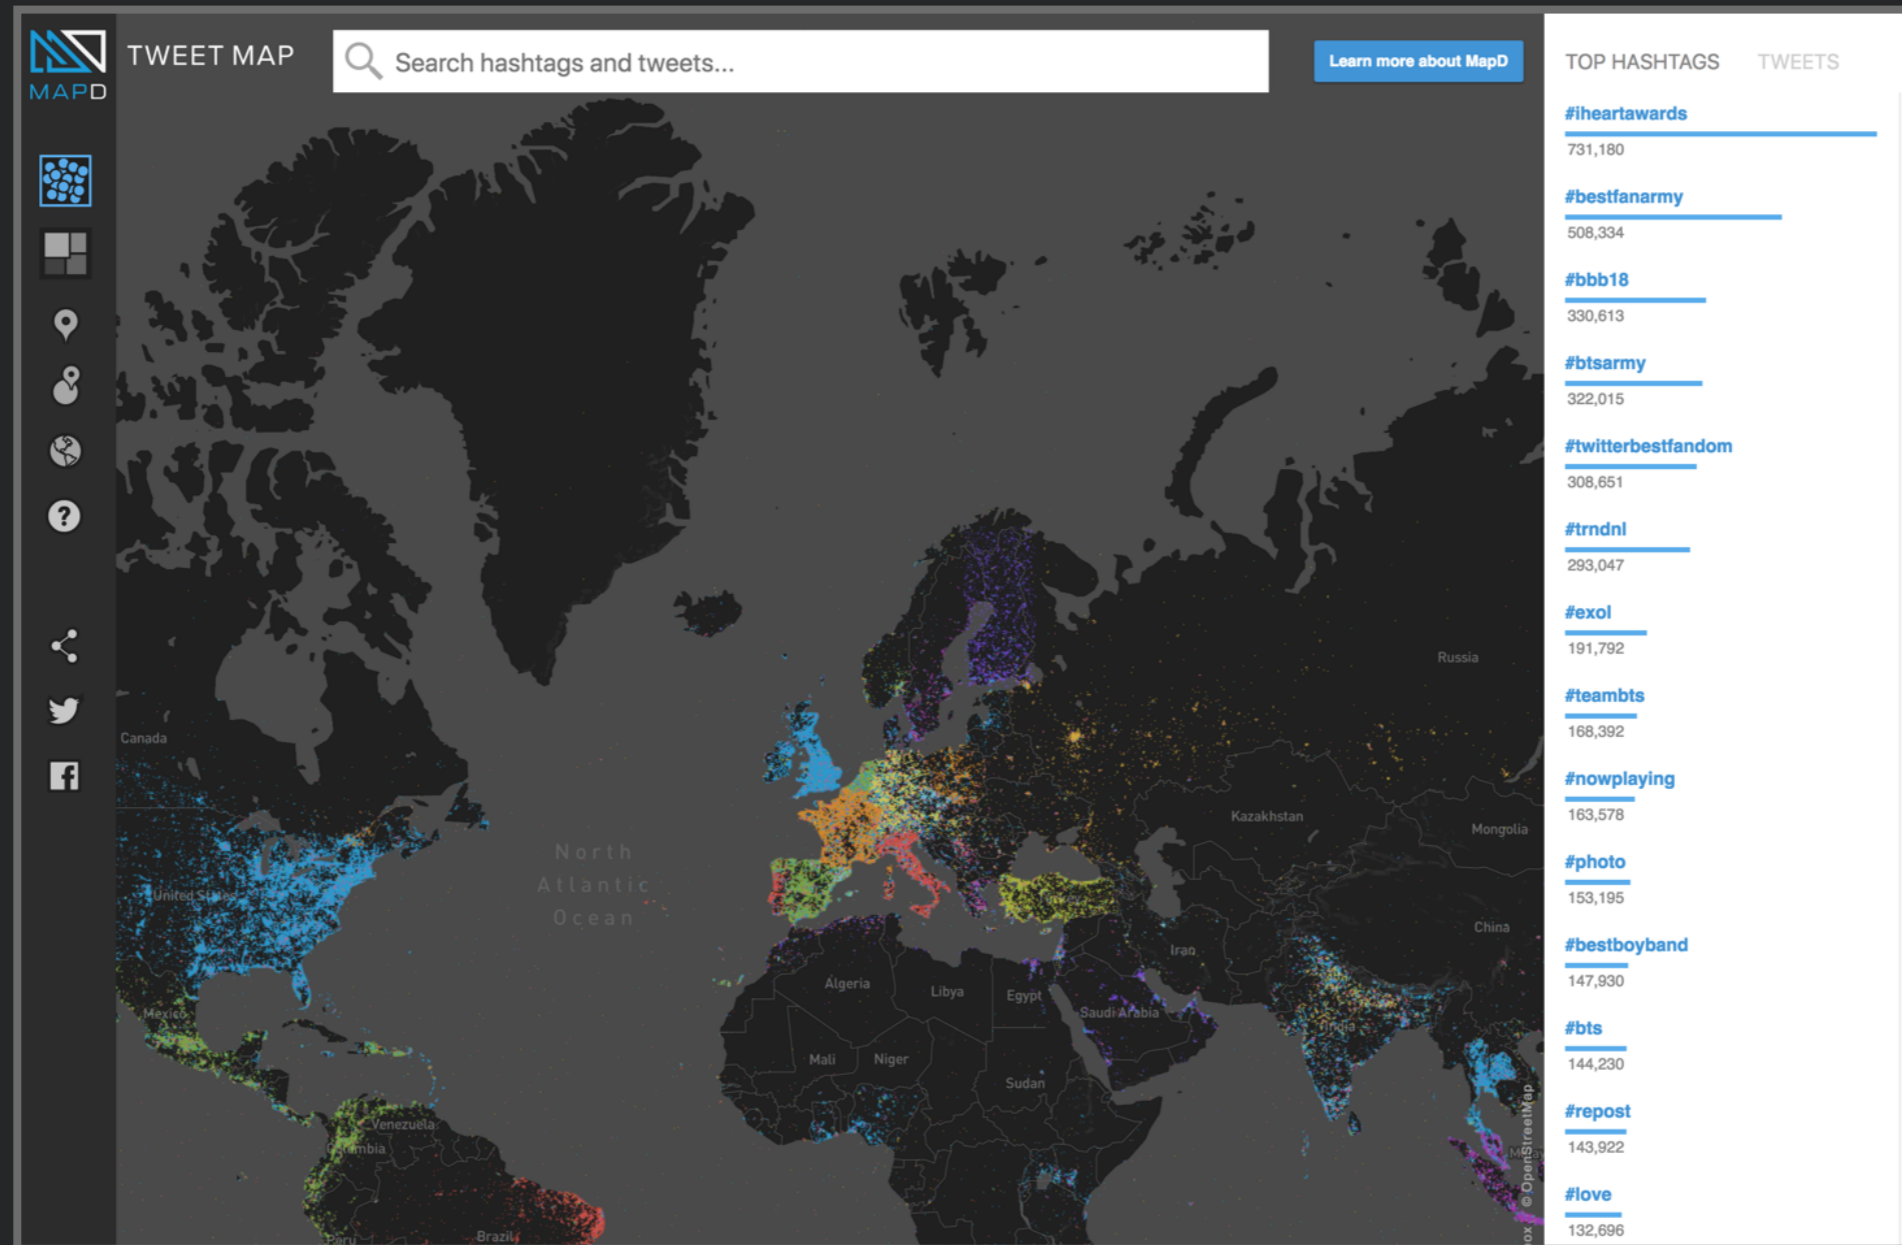 MAPD
TWEET MAP
Search hashtags and tweets...
Learn more about MapD
TOP HASHTAGS
TWEETS
#iheartawards
731,180
#bestfanarmy
508,334
#bbb18
330,613
#btsarmy
322,015
#twitterbestfandom
308,651
#trndnl
293,047
#exol
191,792
#teambts
168,392
#nowplaying
163,578
#photo
153,195
#bestboyband
147,930
#bts
144,230
#repost
143,922
#love
132,696
Canada
United States
Mexico
North
Atlantic
Ocean
Venezuela
Colombia
Peru
Brazil
Algeria
Libya
Egypt
Mali
Niger
Sudan
Saudi Arabia
Iran
Russia
Kazakhstan
Mongolia
China
India
© OpenStreetMap